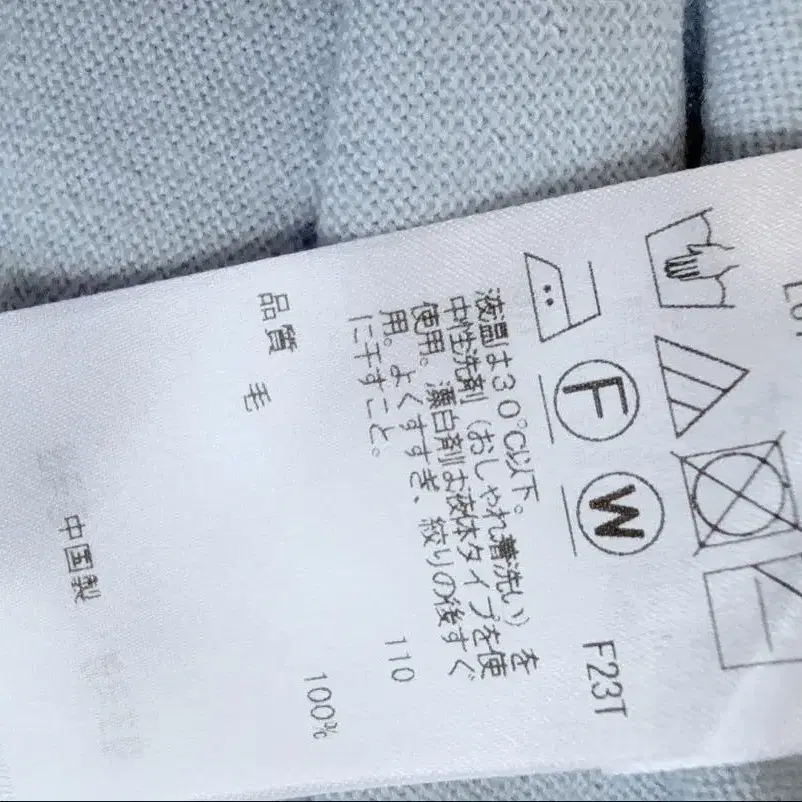 F W F23T
液温は30℃以下。
中性洗剤（おしゃれ着洗い）を
使用。漂白剤は液体タイプを使
用。よくすすぎ、絞りの後すぐ
に干すこと。
110
品質
毛 100%
中国製